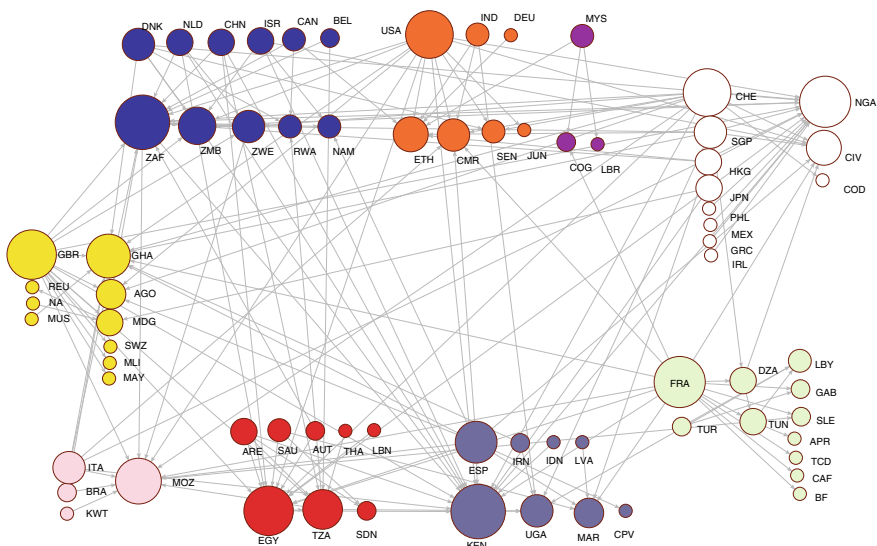 DNK NLD CHN ISR CAN BEL USA IND DEU MYS
CHE NGA
ZAF ZMB ZWE RWA NAM ETH CMR SEN JUN COG LBR SGP CIV
HKG COD
JPN
PHL
MEX
GRC
IRL
GBR GHA
REU AGO
NA
MUS MDG
SWZ
MLI
MAY
FRA DZA LBY
GAB
TUR TUN SLE
APR
TCD
CAF
BF
ARE SAU AUT THA LBN ESP IRN IDN LVA
ITA MOZ
BRA
KWT
EGY TZA SDN KEN UGA MAR CPV